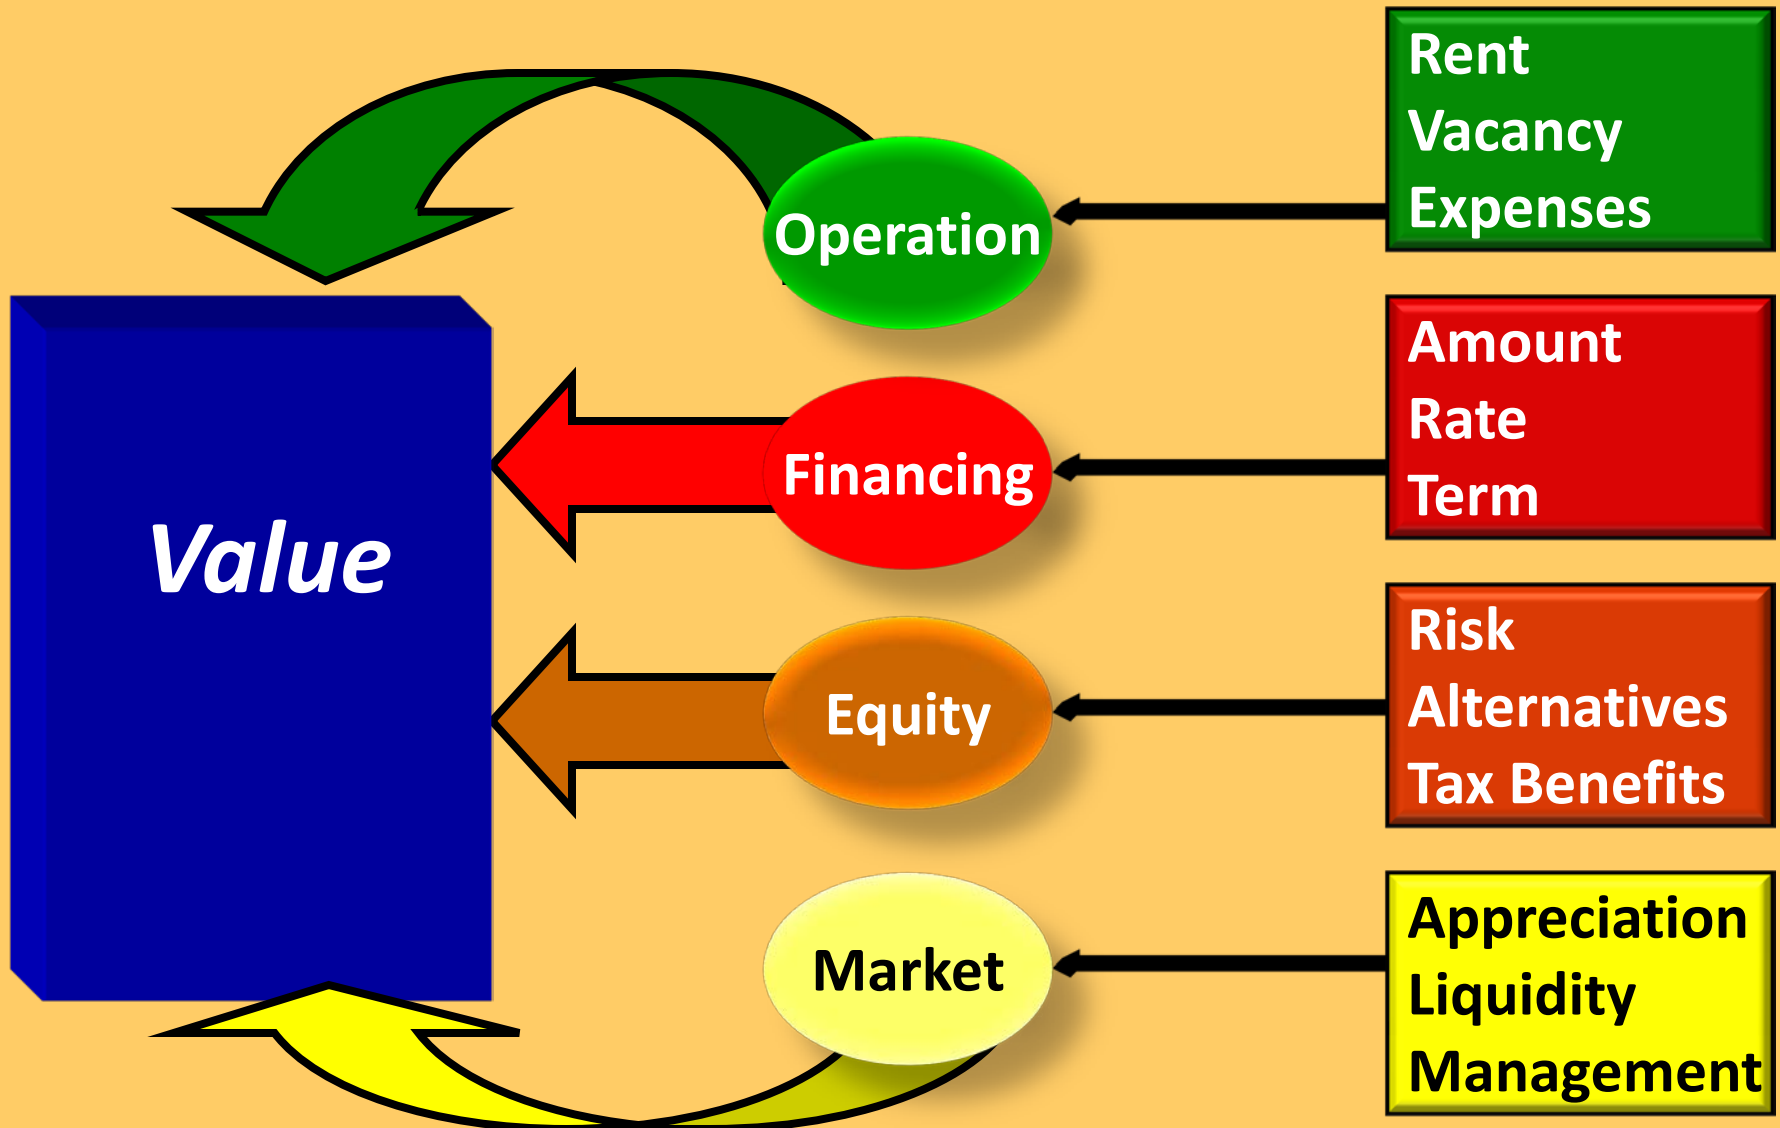 Value
Operation
Rent
Vacancy
Expenses
Financing
Amount
Rate
Term
Equity
Risk
Alternatives
Tax Benefits
Market
Appreciation
Liquidity
Management